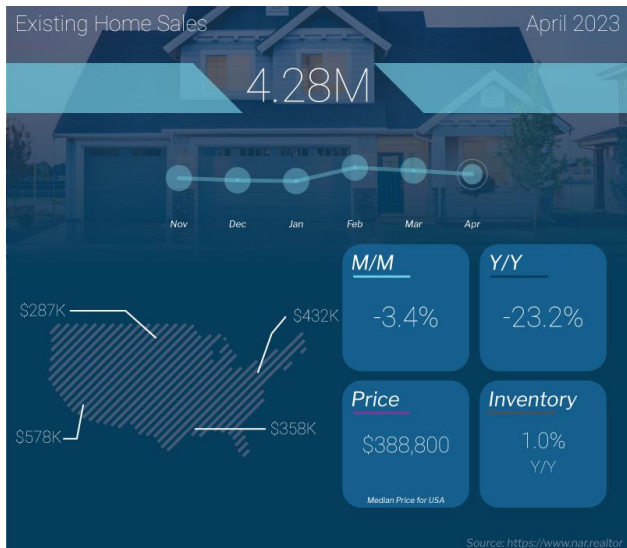 Existing Home Sales
April 2023
4.28M
Nov Dec Jan Feb Mar Apr
M/M
-3.4%
Y/Y
-23.2%
$287K
$432K
$578K
$358K
Price
$388,800
Median Price for USA
Inventory
1.0%
Y/Y
Source: https://www.nar.realtor